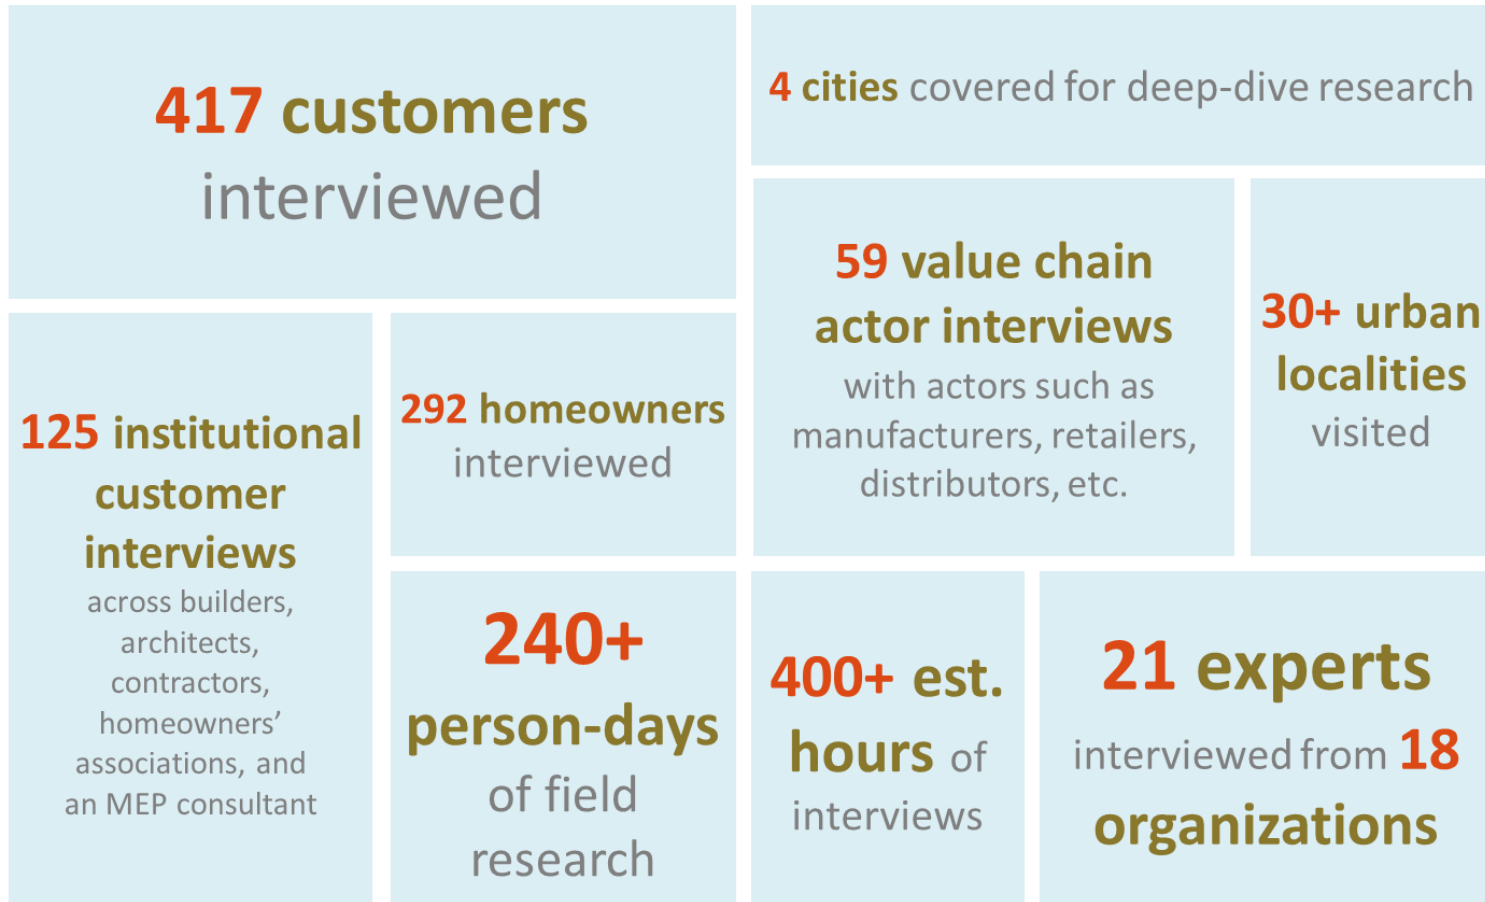 417 customers
interviewed
4 cities covered for deep-dive research
59 value chain
actor interviews
with actors such as
manufacturers, retailers,
distributors, etc.
30+ urban
localities
visited
125 institutional
customer
interviews
across builders,
architects,
contractors,
homeowners’
associations, and
an MEP consultant
292 homeowners
interviewed
240+
person-days
of field
research
400+ est.
hours of
interviews
21 experts
interviewed from 18
organizations